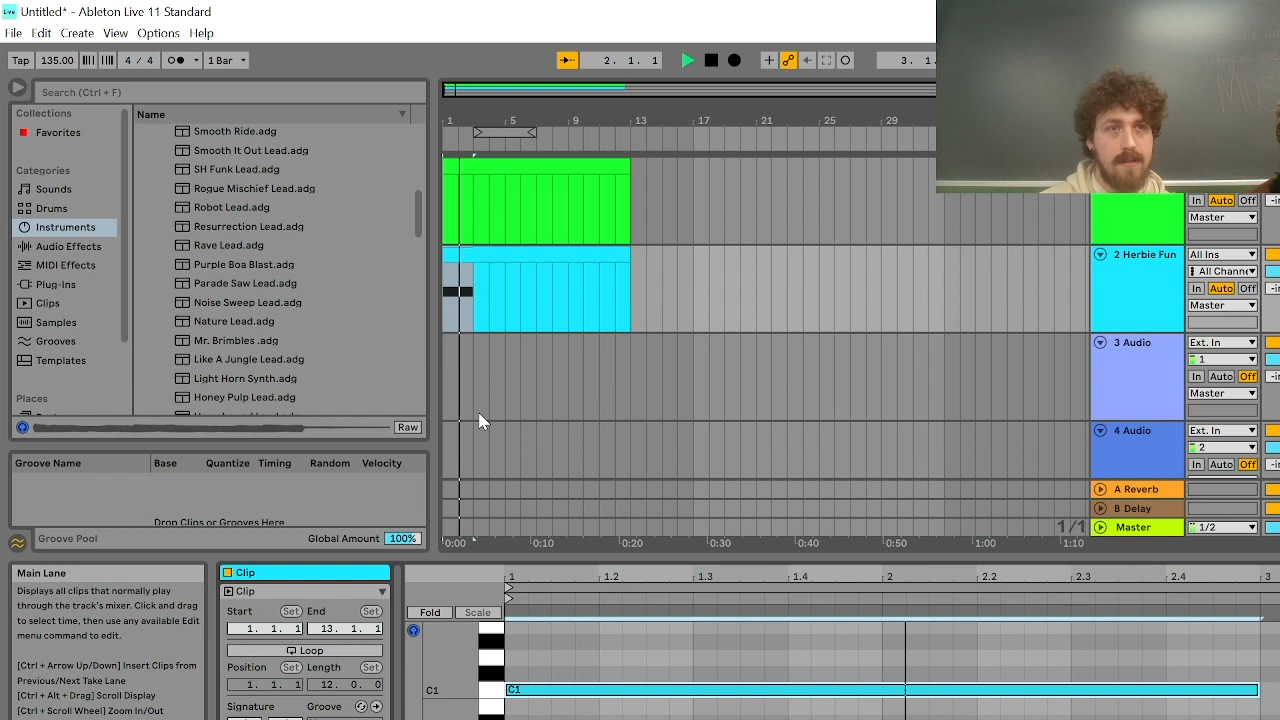 Live Untitled* - Ableton Live 11 Standard
File Edit Create View Options Help
Tap 135.00 4 / 4 1 Bar 2. 1. 1 3. 1.
Search (Ctrl + F)
Collections
Favorites
Categories
Sounds
Drums
Instruments
Audio Effects
MIDI Effects
Plug-Ins
Clips
Samples
Grooves
Templates
Places
Name
Smooth Ride.adg
Smooth It Out Lead.adg
SH Funk Lead.adg
Rogue Mischief Lead.adg
Robot Lead.adg
Resurrection Lead.adg
Rave Lead.adg
Purple Boa Blast.adg
Parade Saw Lead.adg
Noise Sweep Lead.adg
Nature Lead.adg
Mr. Brimbles .adg
Like A Jungle Lead.adg
Light Horn Synth.adg
Honey Pulp Lead.adg
Raw
Groove Name Base Quantize Timing Random Velocity
Drop Clips or Grooves Here
Groove Pool Global Amount 100%
1 5 9 13 17 21 25 29
In Auto Off
Master
2 Herbie Fun All Ins
All Channe
In Auto Off
Master
3 Audio Ext. In
1
In Auto Off
Master
4 Audio Ext. In
2
In Auto Off
A Reverb
B Delay
1/1 Master 1/2
0:00 0:10 0:20 0:30 0:40 0:50 1:00 1:10
Main Lane
Displays all clips that normally play
through the track's mixer. Click and drag
to select time, then use any available Edit
menu command to edit.
[Ctrl + Arrow Up/Down] Insert Clips from
Previous/Next Take Lane
[Ctrl + Alt + Drag] Scroll Display
[Ctrl + Scroll Wheel] Zoom In/Out
Clip
Clip
Start Set End Set
1. 1. 1 13. 1. 1
Loop
Position Set Length Set
1. 1. 1 12. 0. 0
Signature Groove
1 1.2 1.3 1.4 2 2.2 2.3 2.4 3
Fold Scale
C1 C1